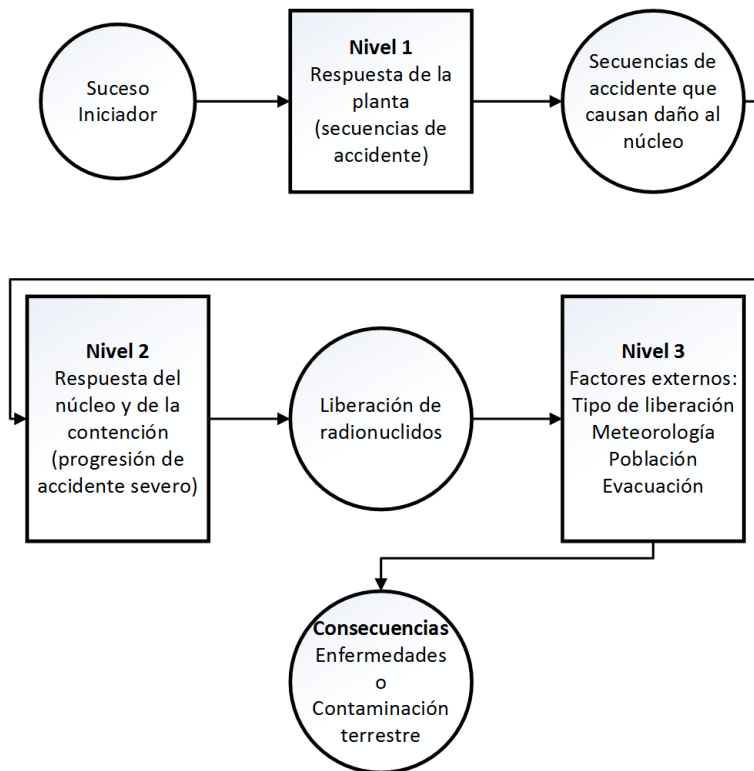 Suceso
Iniciador
Nivel 1
Respuesta de la
planta
(secuencias de
accidente)
Secuencias de
accidente que
causan daño al
núcleo
Nivel 2
Respuesta del
núcleo y de la
contención
(progresión de
accidente severo)
Liberación de
radionuclidos
Nivel 3
Factores externos:
Tipo de liberación
Meteorología
Población
Evacuación
Consecuencias
Enfermedades
o
Contaminación
terrestre